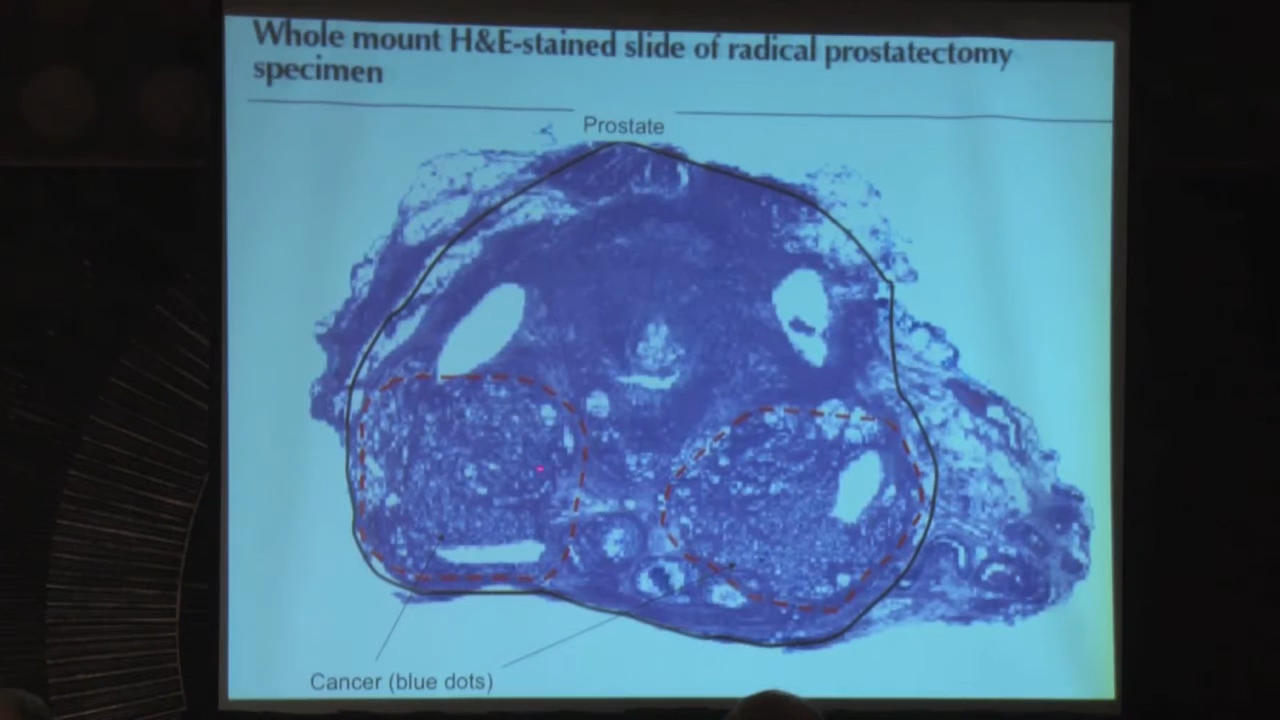 Whole mount H&E-stained slide of radical prostatectomy
specimen
Prostate
Cancer (blue dots)